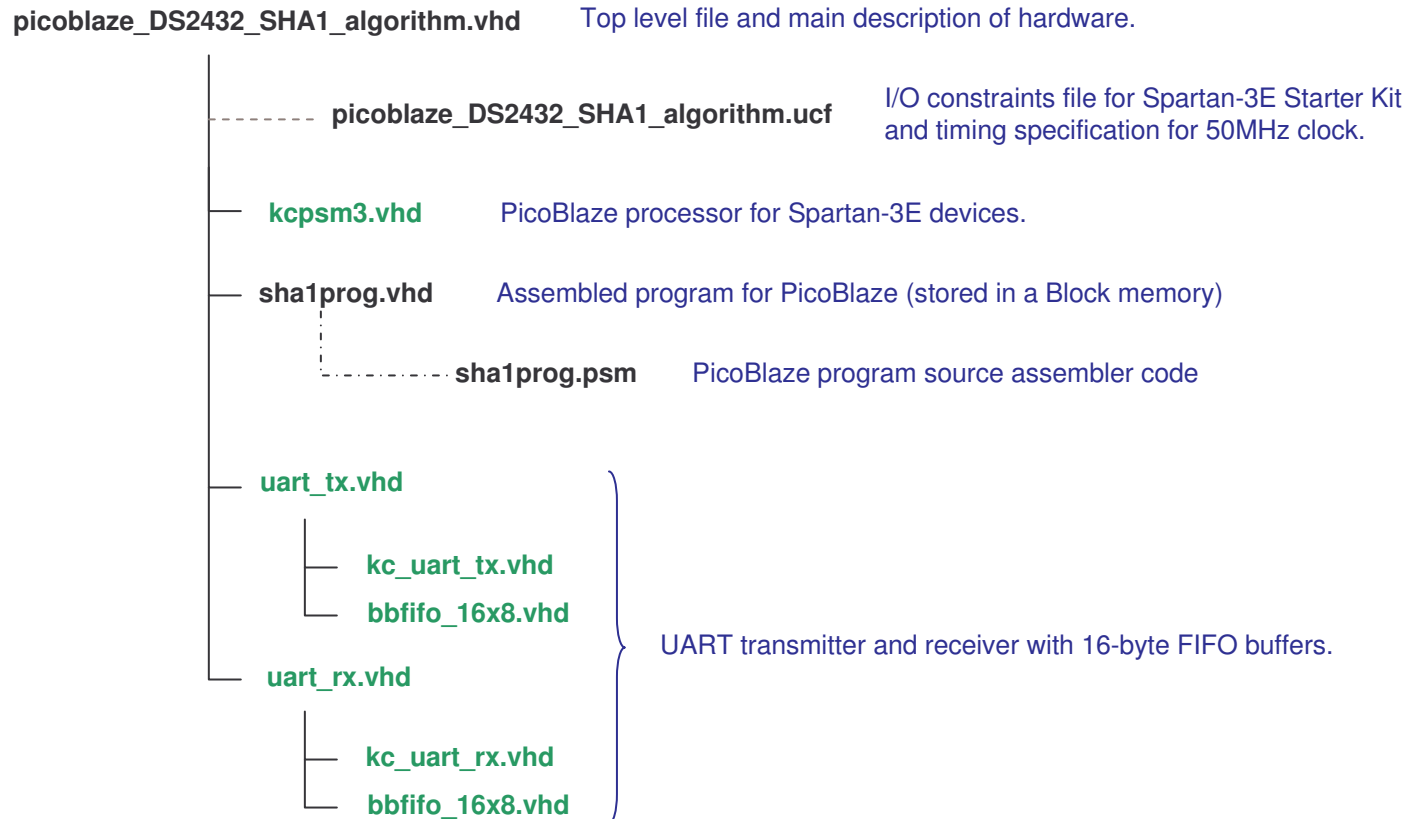 picoblaze_DS2432_SHA1_algorithm.vhd Top level file and main description of hardware.
picoblaze_DS2432_SHA1_algorithm.ucf
I/O constraints file for Spartan-3E Starter Kit
and timing specification for 50MHz clock.
kcpsm3.vhd PicoBlaze processor for Spartan-3E devices.
sha1prog.vhd Assembled program for PicoBlaze (stored in a Block memory)
sha1prog.psm PicoBlaze program source assembler code
uart_tx.vhd
kc_uart_tx.vhd
bbfifo_16x8.vhd
UART transmitter and receiver with 16-byte FIFO buffers.
uart_rx.vhd
kc_uart_rx.vhd
bbfifo_16x8.vhd